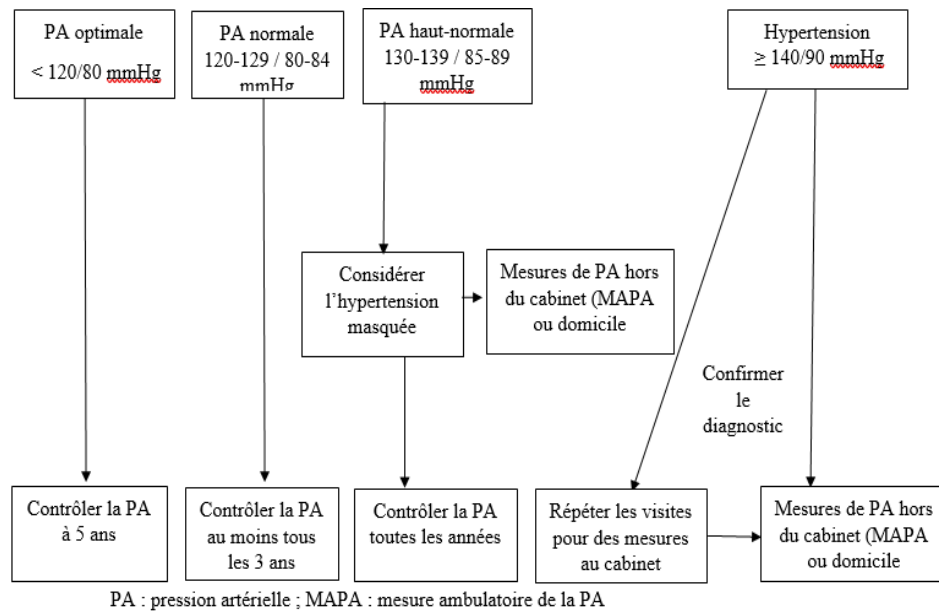 PA optimale
< 120/80 mmHg
PA normale
120-129 / 80-84
mmHg
PA haut-normale
130-139 / 85-89
mmHg
Hypertension
≥ 140/90 mmHg
Considérer
l’hypertension
masquée
Mesures de PA hors
du cabinet (MAPA
ou domicile
Confirmer
le
diagnostic
Contrôler la PA
à 5 ans
Contrôler la PA
au moins tous
les 3 ans
Contrôler la PA
toutes les années
Répéter les visites
pour des mesures
au cabinet
Mesures de PA hors
du cabinet (MAPA
ou domicile
PA : pression artérielle ; MAPA : mesure ambulatoire de la PA